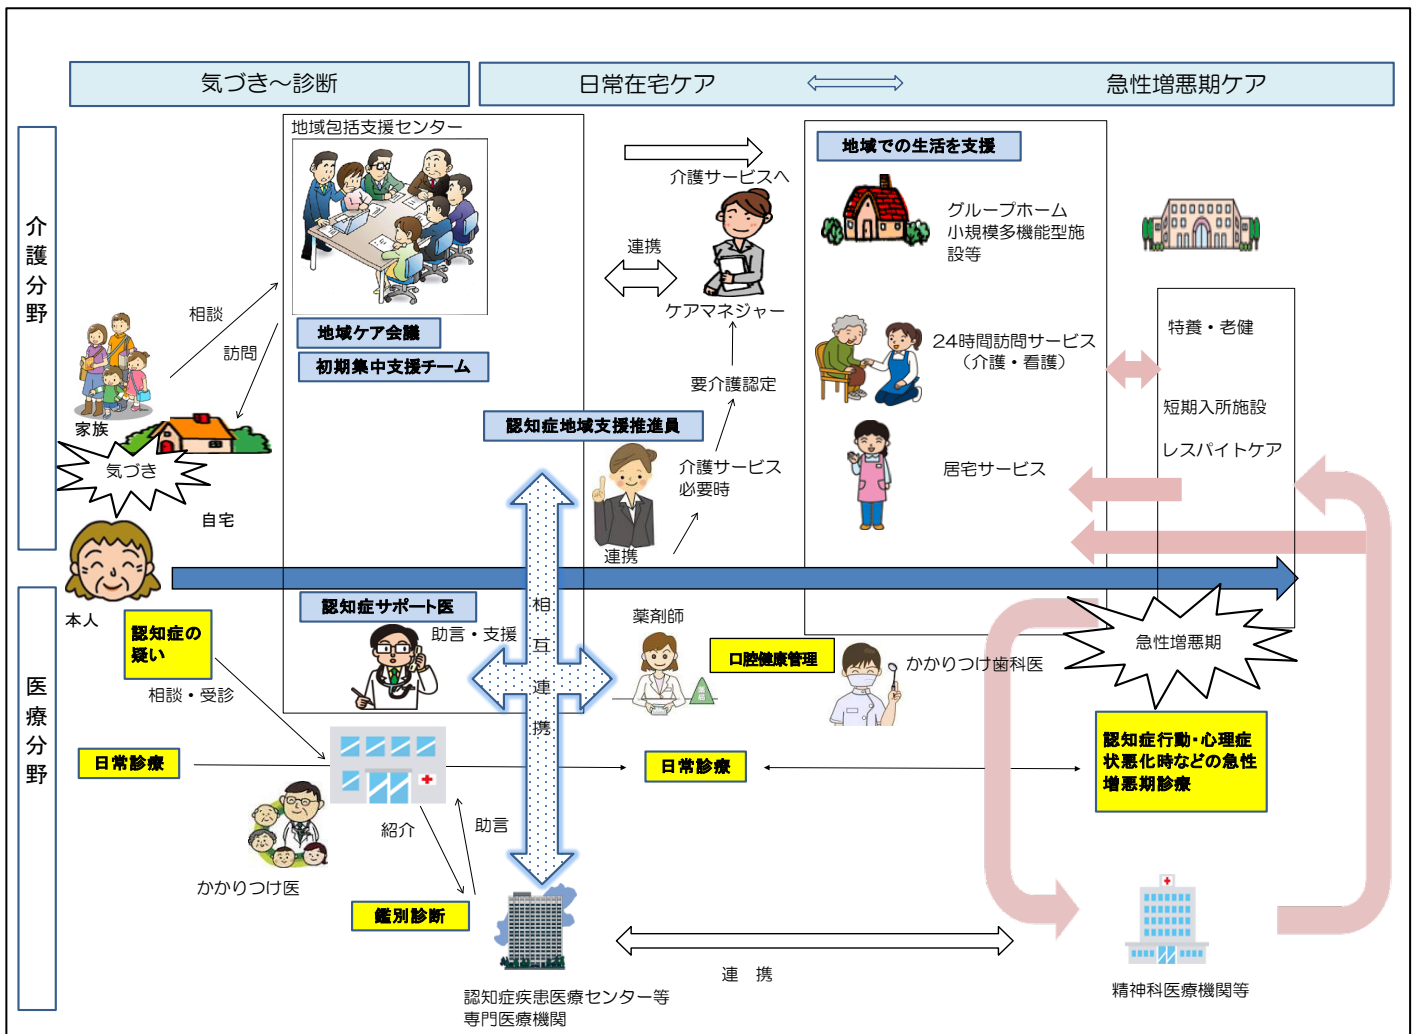 気づき～診断
日常在宅ケア
急性増悪期ケア
介護分野
地域包括支援センター
地域ケア会議
初期集中支援チーム
相談
訪問
家族
気づき
自宅
本人
介護サービスへ
連携
ケアマネジャー
要介護認定
認知症地域支援推進員
介護サービス
必要時
連携
地域での生活を支援
グループホーム
小規模多機能型施
設等
24時間訪問サービス
（介護・看護）
居宅サービス
特養・老健
短期入所施設
レスパイトケア
医療分野
認知症の
疑い
相談・受診
日常診療
かかりつけ医
認知症サポート医
助言・支援
相互連携
紹介
助言
鑑別診断
認知症疾患医療センター等
専門医療機関
薬剤師
口腔健康管理
かかりつけ歯科医
日常診療
急性増悪期
認知症行動・心理症
状悪化時などの急性
増悪期診療
連　携
精神科医療機関等